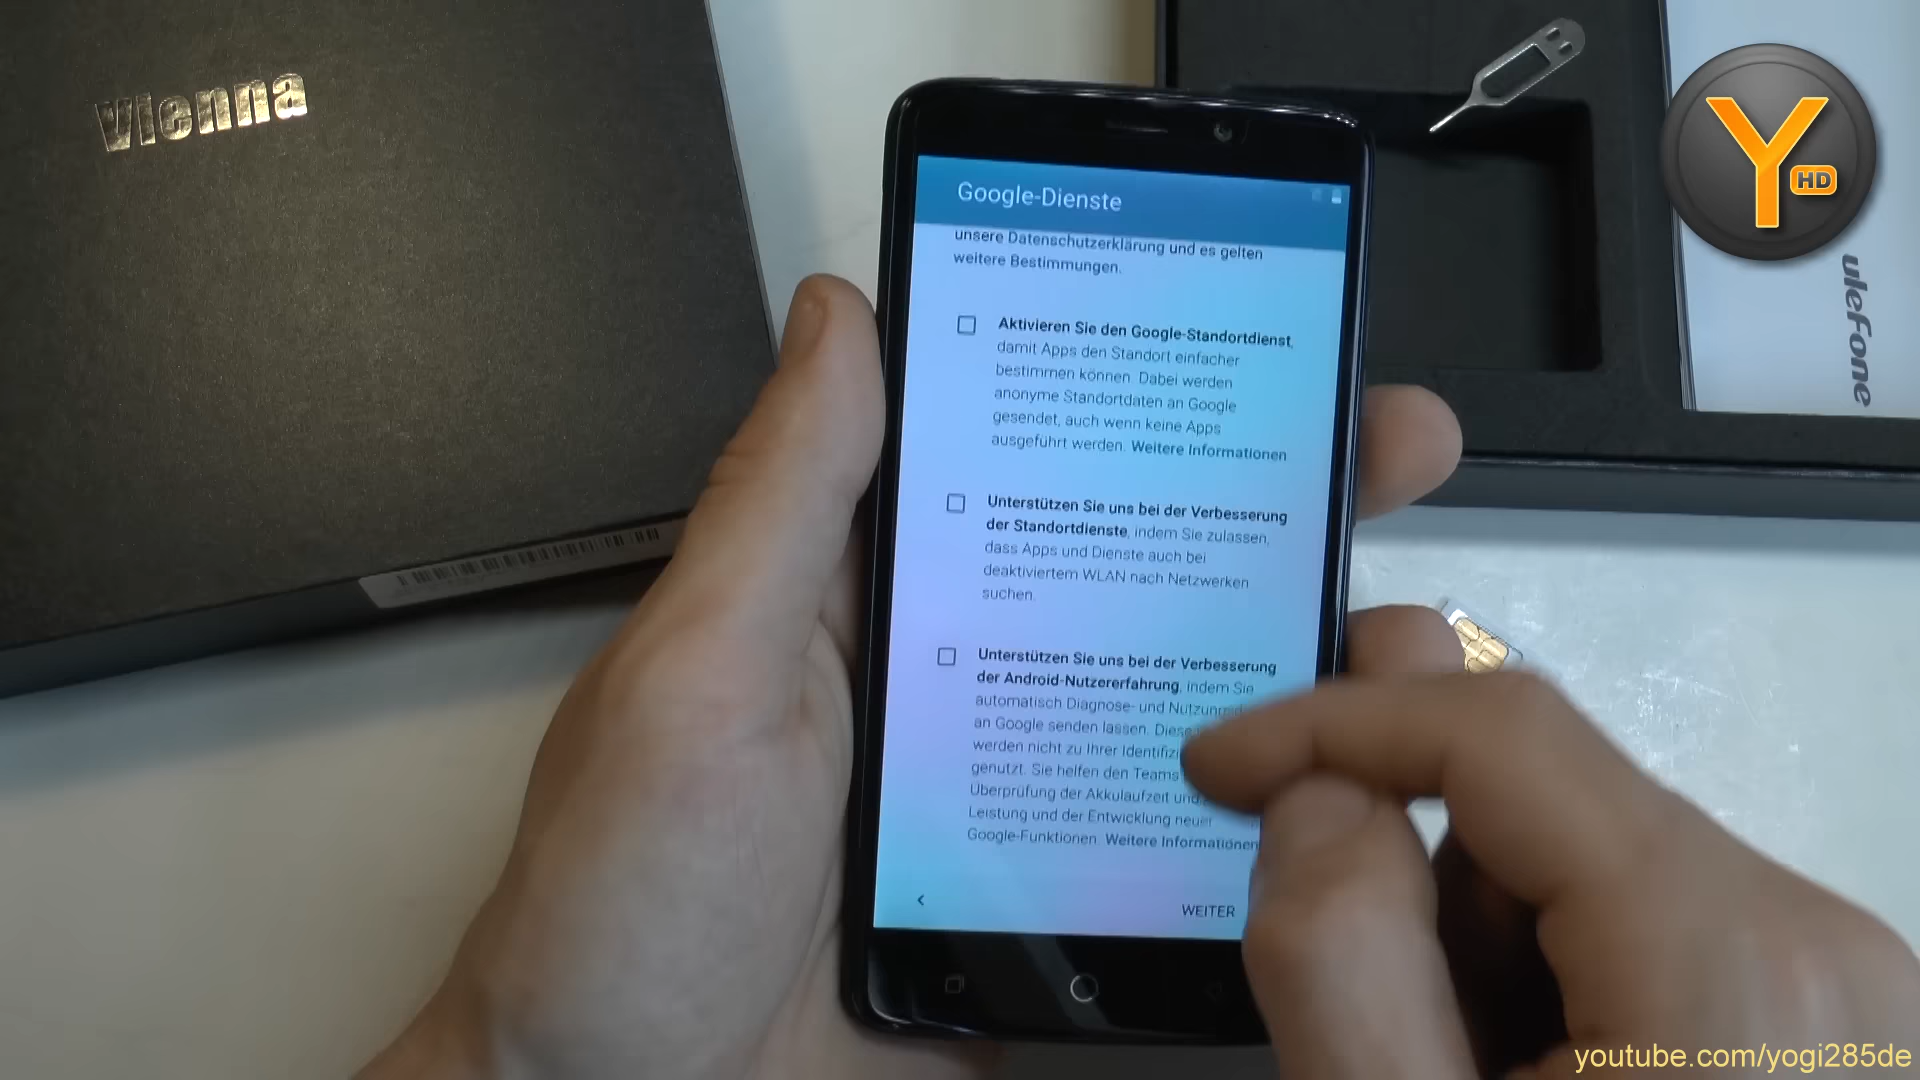 Vienna
Y
HD
uleFone
Google-Dienste
unsere Datenschutzerklärung und es gelten
weitere Bestimmungen.
Aktivieren Sie den Google-Standortdienst,
damit Apps den Standort einfacher
bestimmen können. Dabei werden
anonyme Standortdaten an Google
gesendet, auch wenn keine Apps
ausgeführt werden. Weitere Informationen
Unterstützen Sie uns bei der Verbesserung
der Standortdienste, indem Sie zulassen,
dass Apps und Dienste auch bei
deaktiviertem WLAN nach Netzwerken
suchen.
Unterstützen Sie uns bei der Verbesserung
der Android-Nutzererfahrung, indem Sie
automatisch Diagnose- und
an Google senden lassen.
werden nicht zu Ihrer
genutzt. Sie helfen den Teams
Überprüfung der Akkulaufzeit und
Leistung und der Entwicklung neuer
Google-Funktionen. Weitere Informationen
WEITER
youtube.com/yogi285de